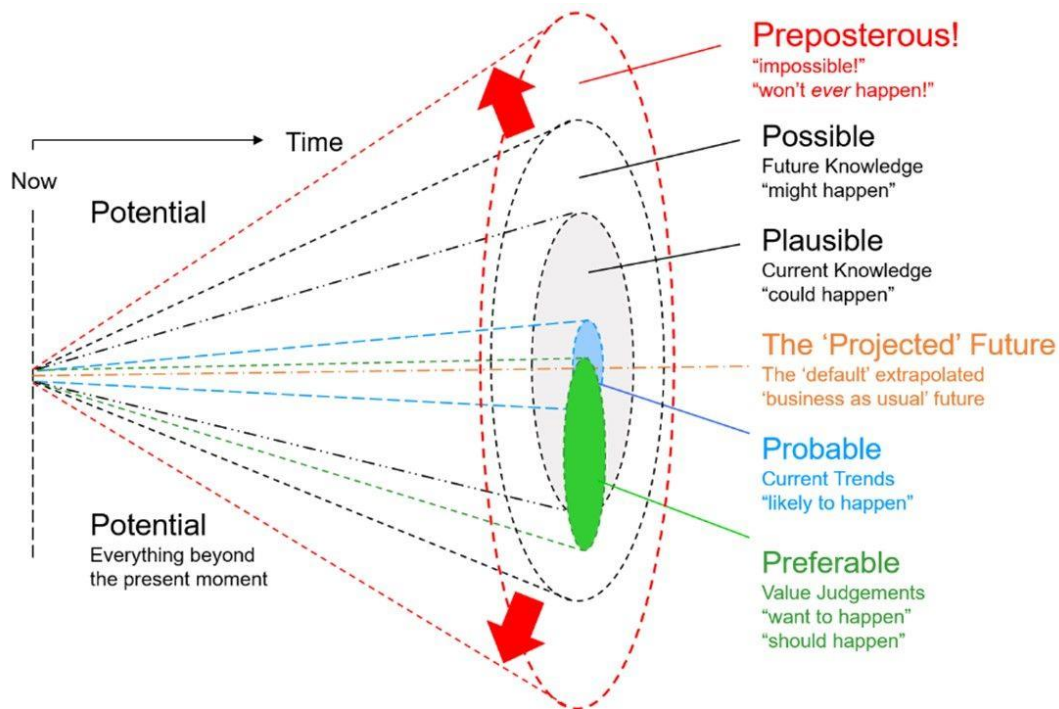 Time
Now
Potential
Potential
Everything beyond
the present moment
Preposterous!
“impossible!”
“won’t ever happen!”
Possible
Future Knowledge
“might happen”
Plausible
Current Knowledge
“could happen”
The ‘Projected’ Future
The ‘default’ extrapolated
‘business as usual’ future
Probable
Current Trends
“likely to happen”
Preferable
Value Judgements
“want to happen”
“should happen”